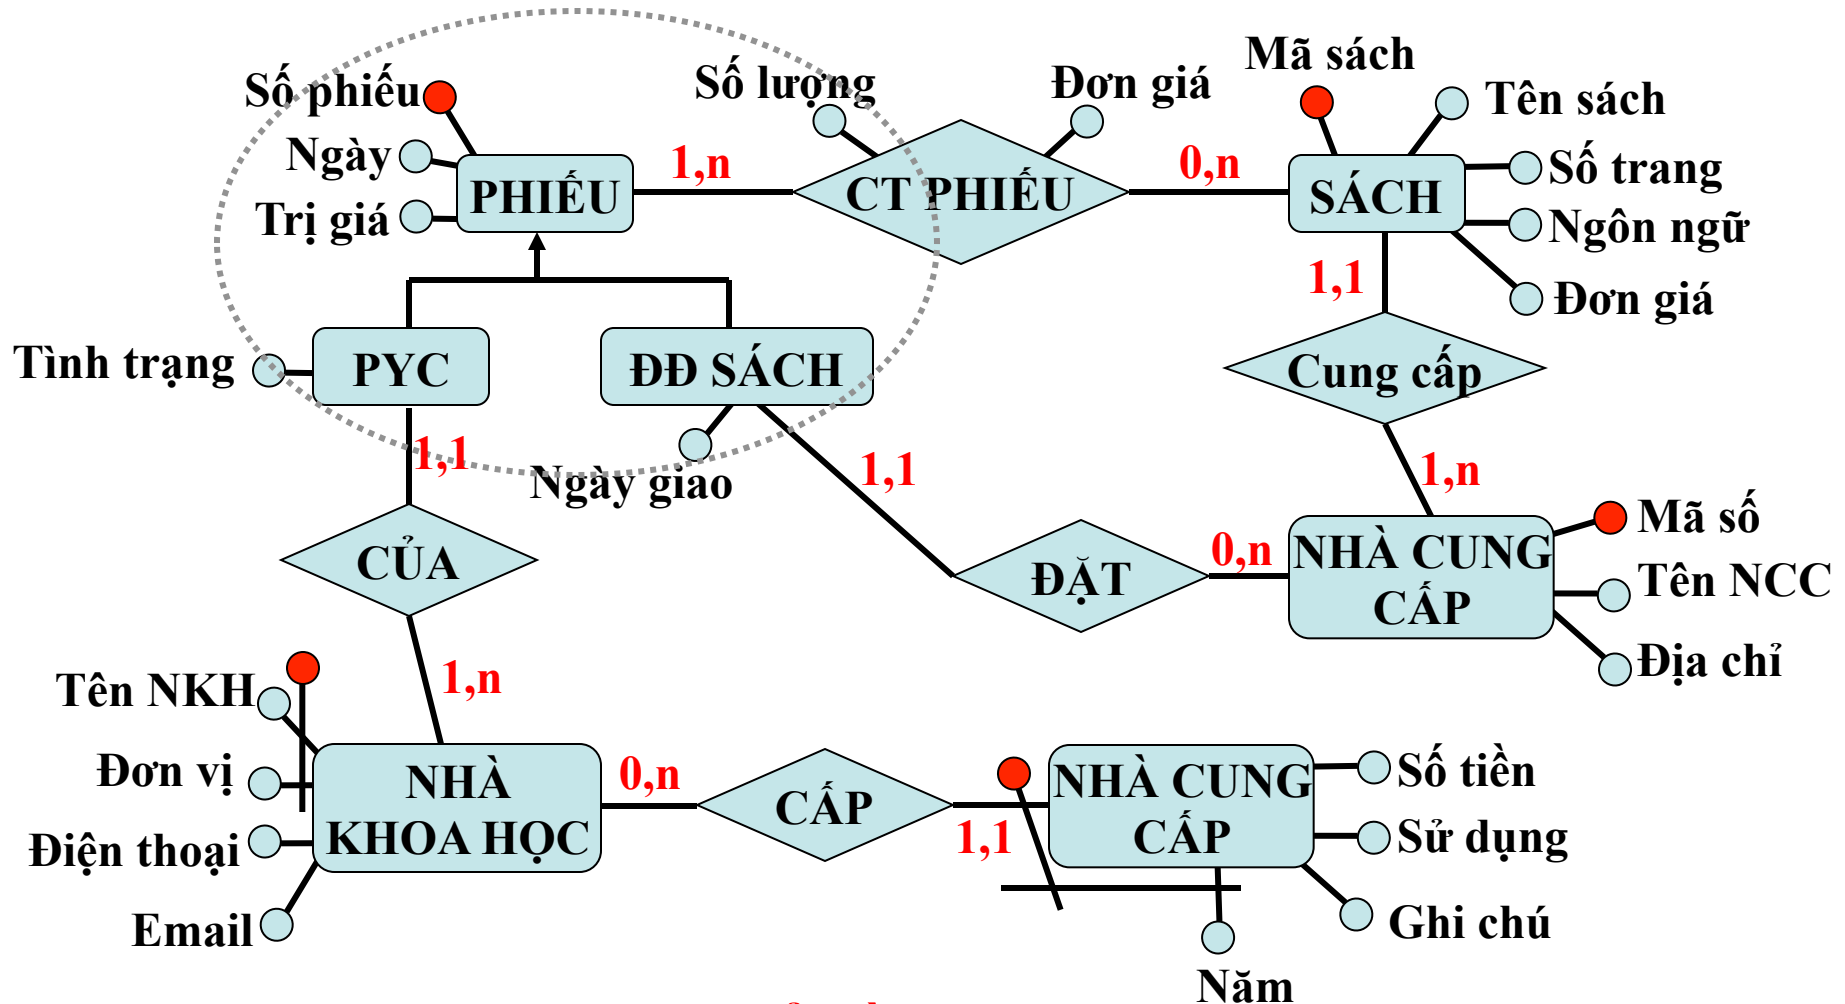 Mã sách
Số phiếu
Số lượng
Đơn giá
Tên sách
Ngày
1,n
0,n
Số trang
PHIẾU
CT PHIẾU
SÁCH
Trị giá
Ngôn ngữ
1,1
Đơn giá
Tình trạng
PYC
ĐĐ SÁCH
Cung cấp
1,1
Ngày giao
1,1
1,n
Mã số
CỦA
0,n
NHÀ CUNG
CẤP
ĐẶT
Tên NCC
Địa chỉ
1,n
Tên NKH
Đơn vị
0,n
NHÀ
KHOA HỌC
CẤP
NHÀ CUNG
CẤP
Số tiền
1,1
Sử dụng
Điện thoại
Email
Ghi chú
Năm